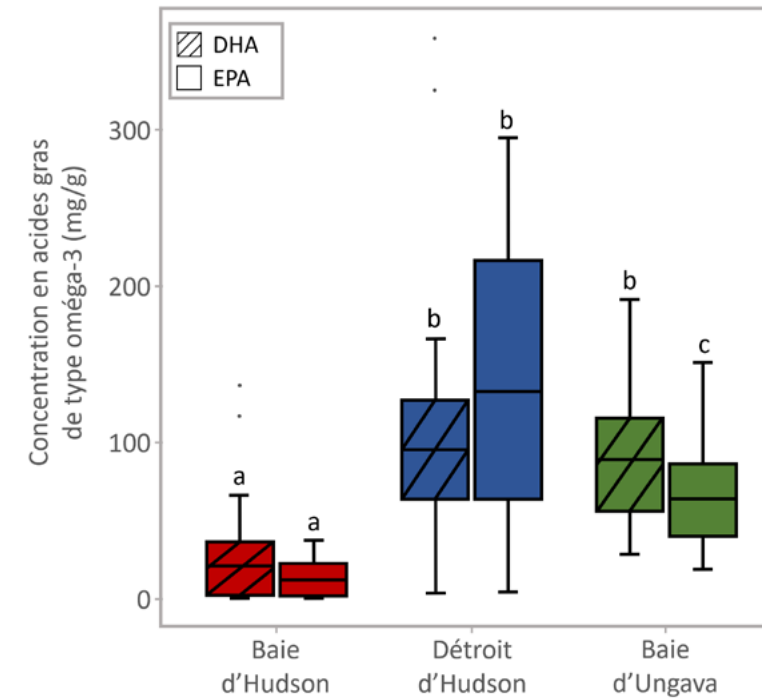 DHA
EPA
Concentration en acides gras
de type oméga-3 (mg/g)
300
200
100
0
a
a
b
b
b
c
Baie
d'Hudson
Détroit
d'Hudson
Baie
d'Ungava